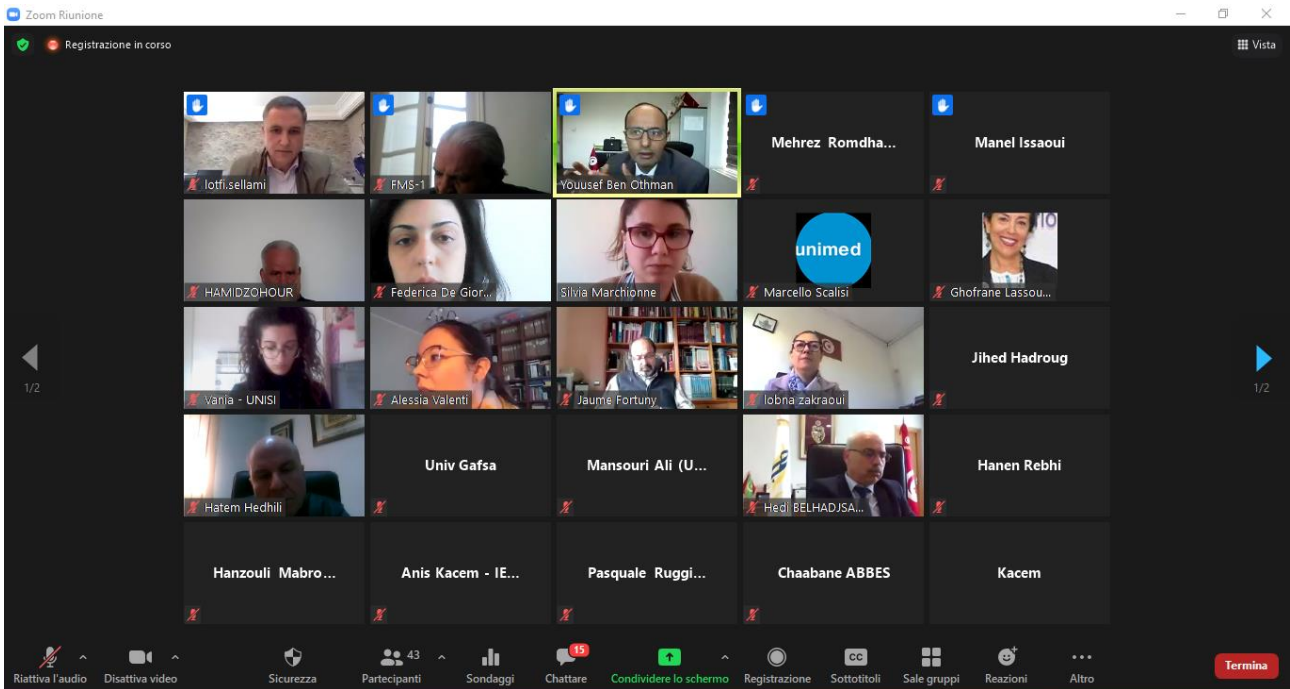 Zoom Riunione
Registrazione in corso
Vista
lotfi.sellami
FMS-1
Yousef Ben Othman
Mehrez Romdha...
Manel Issaoui
HAMIDZOHOUR
Federica De Gior...
Silvia Marchionne
unimed
Marcello Scalisi
Ghofrane Lassou...
Vania - UNISI
Alessia Valenti
Jaume Fortuny
lobna zakraoui
Jihed Hadroug
1/2
1/2
Hatem Hedhili
Univ Gafsa
Mansouri Ali (U...
Hedi BELHADJSA...
Hanen Rebhi
Hanzouli Mabro...
Anis Kacem - IE...
Pasquale Ruggi...
Chaabane ABBES
Kacem
43
15
CC
Riattiva l'audio
Disattiva video
Sicurezza
Partecipanti
Sondaggi
Chattare
Condividere lo schermo
Registrazione
Sottotitoli
Sale gruppi
Reazioni
Altro
Termina